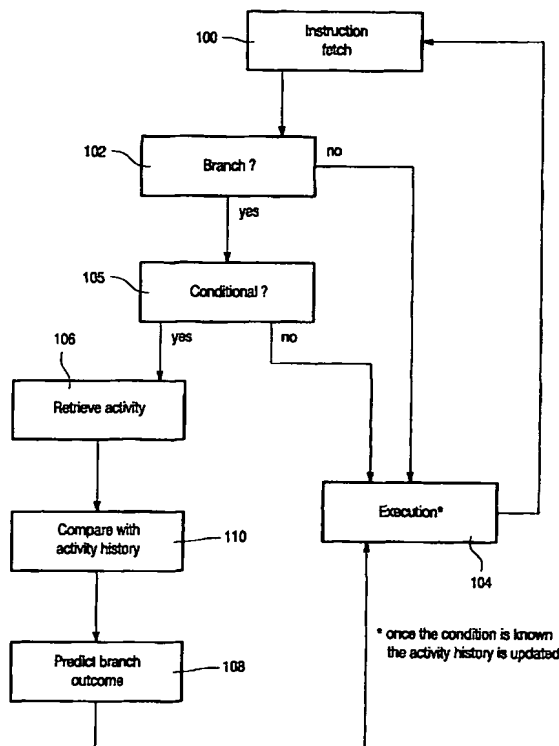 Instruction
fetch
100
102
Branch ?
no
yes
105
Conditional ?
yes
no
106
Retrieve activity
Compare with
activity history
110
Execution*
104
Predict branch
outcome
108
* once the condition is known
the activity history is updated